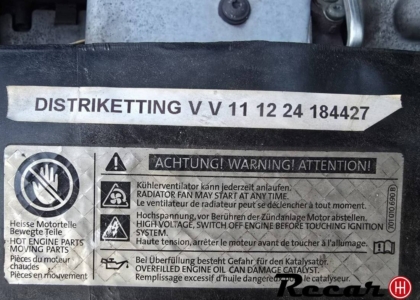 DISTRIKETTING V V 11 12 24 184427
ACHTUNG! WARNING! ATTENTION!
Kühlerventilator kann jederzeit anlaufen.
RADIATOR FAN MAY START AT ANY TIME.
Le ventilateur de radiateur peut se déclencher à tout moment.
Hochspannung, vor Berühren der Zündanlage Motor abstellen.
HIGH VOLTAGE, SWITCH OFF ENGINE BEFORE TOUCHING IGNITION SYSTEM.
Haute tension, arrêter le moteur avant de toucher à l'allumage
Bei Überfüllung besteht Gefahr für den Katalysator.
OVERFILLED ENGINE OIL CAN DAMAGE
Remplissage excessif d'huile dangereux p. catalyseur.
Heisse Motorteile
Bewegte Teile
HOT ENGINE PARTS
MOVING PARTS
Pièces du moteur
chaudes
Pièces en mouvement